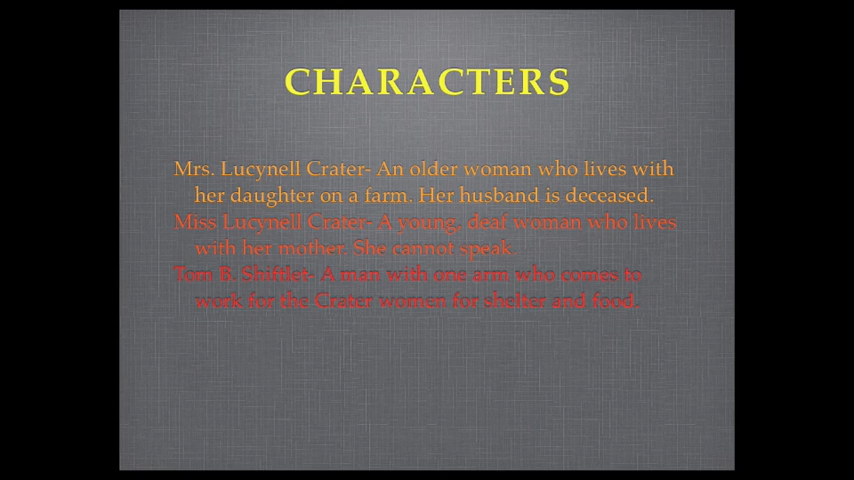 CHARACTERS
Mrs. Lucynell Crater- An older woman who lives with
her daughter on a farm. Her husband is deceased.
Miss Lucynell Crater- A young, deaf woman who lives
with her mother. She cannot speak.
Tom B. Shiftlet- A man with one arm who comes to
work for the Crater women for shelter and food.